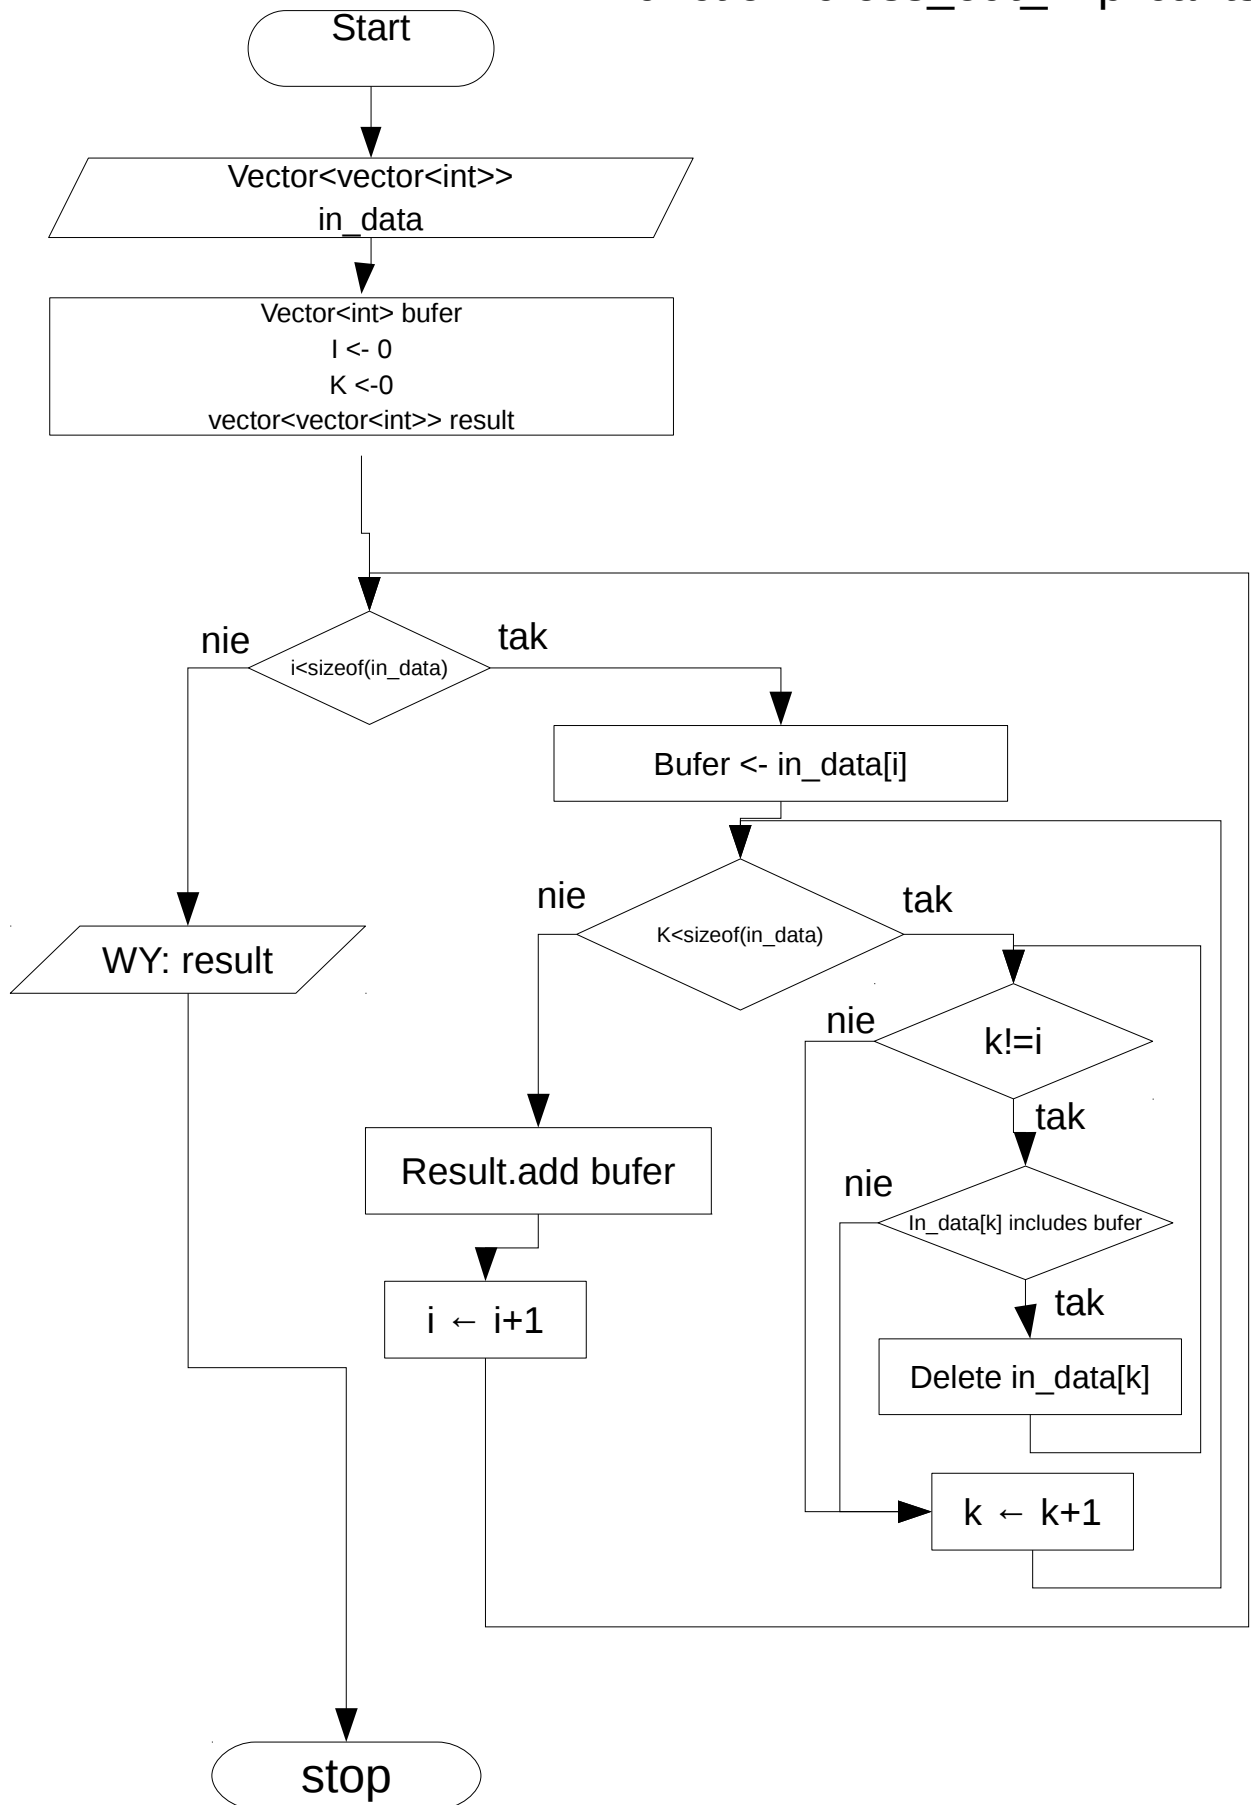 Start
Vector<vector<int>>
in_data
Vector<int> bufer
I <- 0
K <-0
vector<vector<int>> result
nie
tak
i<sizeof(in_data)
Bufer <- in_data[i]
nie
tak
K<sizeof(in_data)
WY: result
nie
k!=i
tak
Result.add bufer
nie
In_data[k] includes bufer
tak
i ← i+1
Delete in_data[k]
k ← k+1
stop